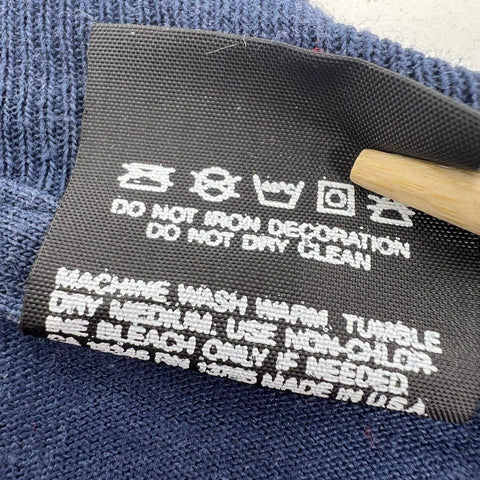 DO NOT IRON DECORATION
DO NOT DRY CLEAN
MACHINE WASH WARM, TUMBLE
DRY MEDIUM. USE NON-CHLOR-
INE BLEACH ONLY IF NEEDED
MADE IN U.S.A.